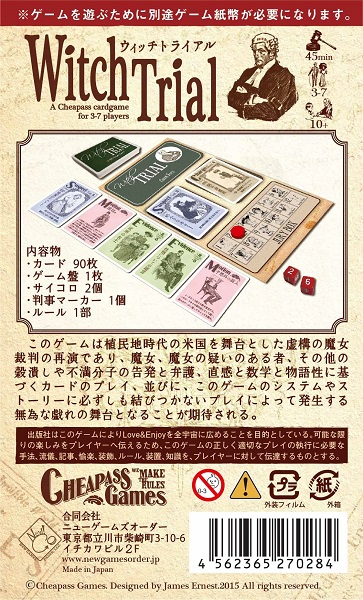 ※ゲームを遊ぶために別途ゲーム紙幣が必要になります。
ウィッチトライアル
Witch Trial
A Cheapass cardgame
for 3-7 players
45min
3-7
10+
TRIAL
TRIAL
内容物
・カード 90枚
・ゲーム盤 1枚
・サイコロ 2個
・判事マーカー 1個
・ルール 1部
このゲームは植民地時代の米国を舞台とした虚構の魔女
裁判の再演であり、魔女、魔女の疑いのある者、その他の
穀潰しや不満分子の告発と弁護、直感と数学と物語性に基
づくカードのプレイ、並びに、このゲームのシステムやス
トーリーに必ずしも結びつかないプレイによって発生する
無為な戯れの舞台となることが期待される。
出版社はこのゲームによりLove&Enjoyを全宇宙に広めることを目的としている。可能な限
りの楽しみをプレイヤーへ伝えるため、このゲームの正しく適切なプレイの執行に必要な
手法、流儀、記事、愉楽、装飾、ルール、装置、知識を、プレイヤーに対して伝達するものとする。
CHEAPASS
WE MAKE
THE RULES
Games
0-3
プラ
外装フィルム
紙
外箱
合同会社
ニューゲームズオーダー
東京都立川市柴崎町3-10-6
イチカワビル2F
www.newgamesorder.jp
4 562365 270284
©Cheapass Games. Designed by James Ernest.2015 All rights reserved.